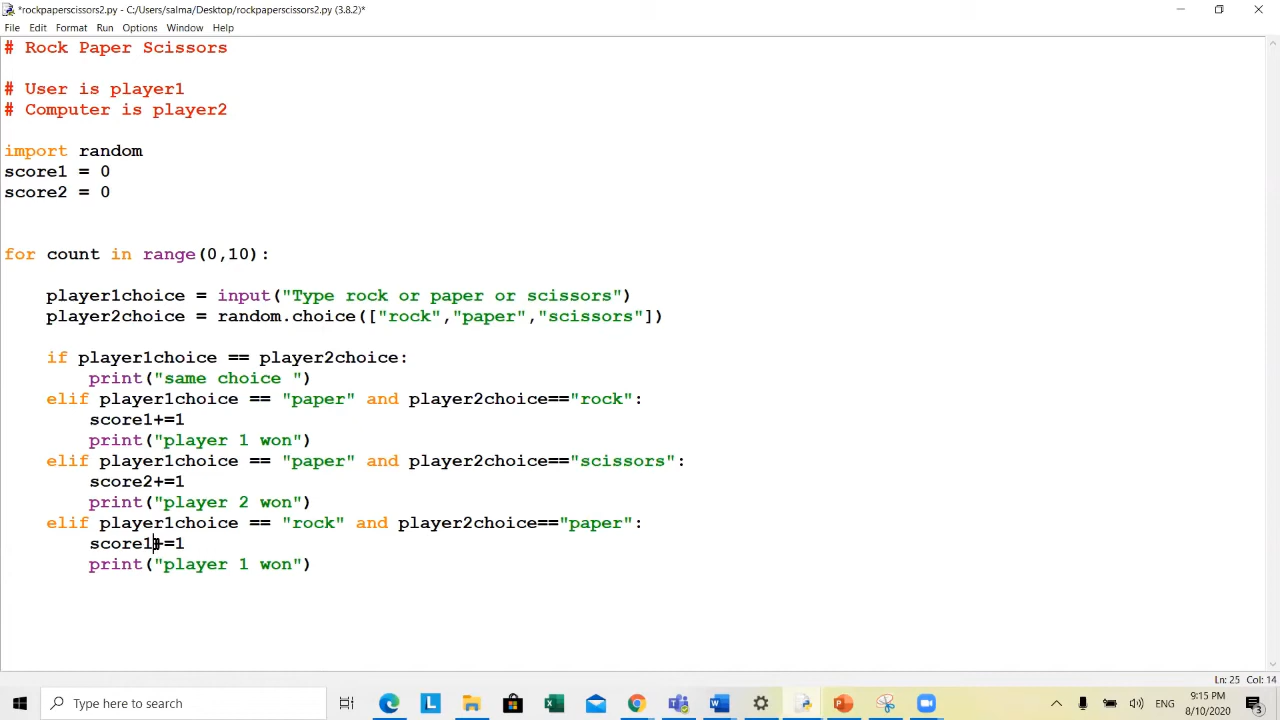 *rockpaperscissors2.py - C:/Users/salma/Desktop/rockpaperscissors2.py (3.8.2)*
File Edit Format Run Options Window Help
# Rock Paper Scissors
# User is player1
# Computer is player2
import random
score1 = 0
score2 = 0
for count in range(0,10):
player1choice = input("Type rock or paper or scissors")
player2choice = random.choice(["rock","paper","scissors"])
if player1choice == player2choice:
print("same choice ")
elif player1choice == "paper" and player2choice=="rock":
score1+=1
print("player 1 won")
elif player1choice == "paper" and player2choice=="scissors":
score2+=1
print("player 2 won")
elif player1choice == "rock" and player2choice=="paper":
score1+=1
print("player 1 won")
Ln: 25 Col: 14
Type here to search
ENG
9:15 PM
8/10/2020
3